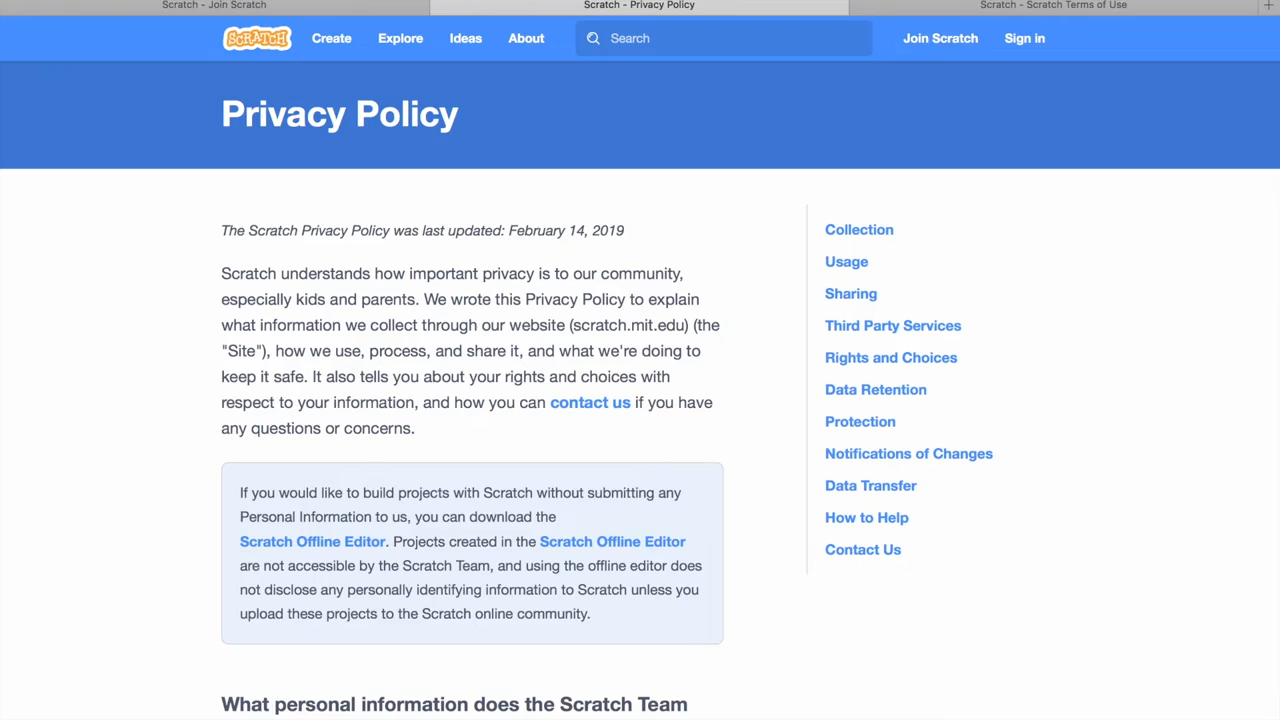 Scratch - Join Scratch
Scratch - Privacy Policy
Scratch - Scratch Terms of Use
SCRATCH Create Explore Ideas About Search Join Scratch Sign in
Privacy Policy
The Scratch Privacy Policy was last updated: February 14, 2019
Scratch understands how important privacy is to our community,
especially kids and parents. We wrote this Privacy Policy to explain
what information we collect through our website (scratch.mit.edu) (the
"Site"), how we use, process, and share it, and what we're doing to
keep it safe. It also tells you about your rights and choices with
respect to your information, and how you can contact us if you have
any questions or concerns.
If you would like to build projects with Scratch without submitting any
Personal Information to us, you can download the
Scratch Offline Editor. Projects created in the Scratch Offline Editor
are not accessible by the Scratch Team, and using the offline editor does
not disclose any personally identifying information to Scratch unless you
upload these projects to the Scratch online community.
What personal information does the Scratch Team
Collection
Usage
Sharing
Third Party Services
Rights and Choices
Data Retention
Protection
Notifications of Changes
Data Transfer
How to Help
Contact Us